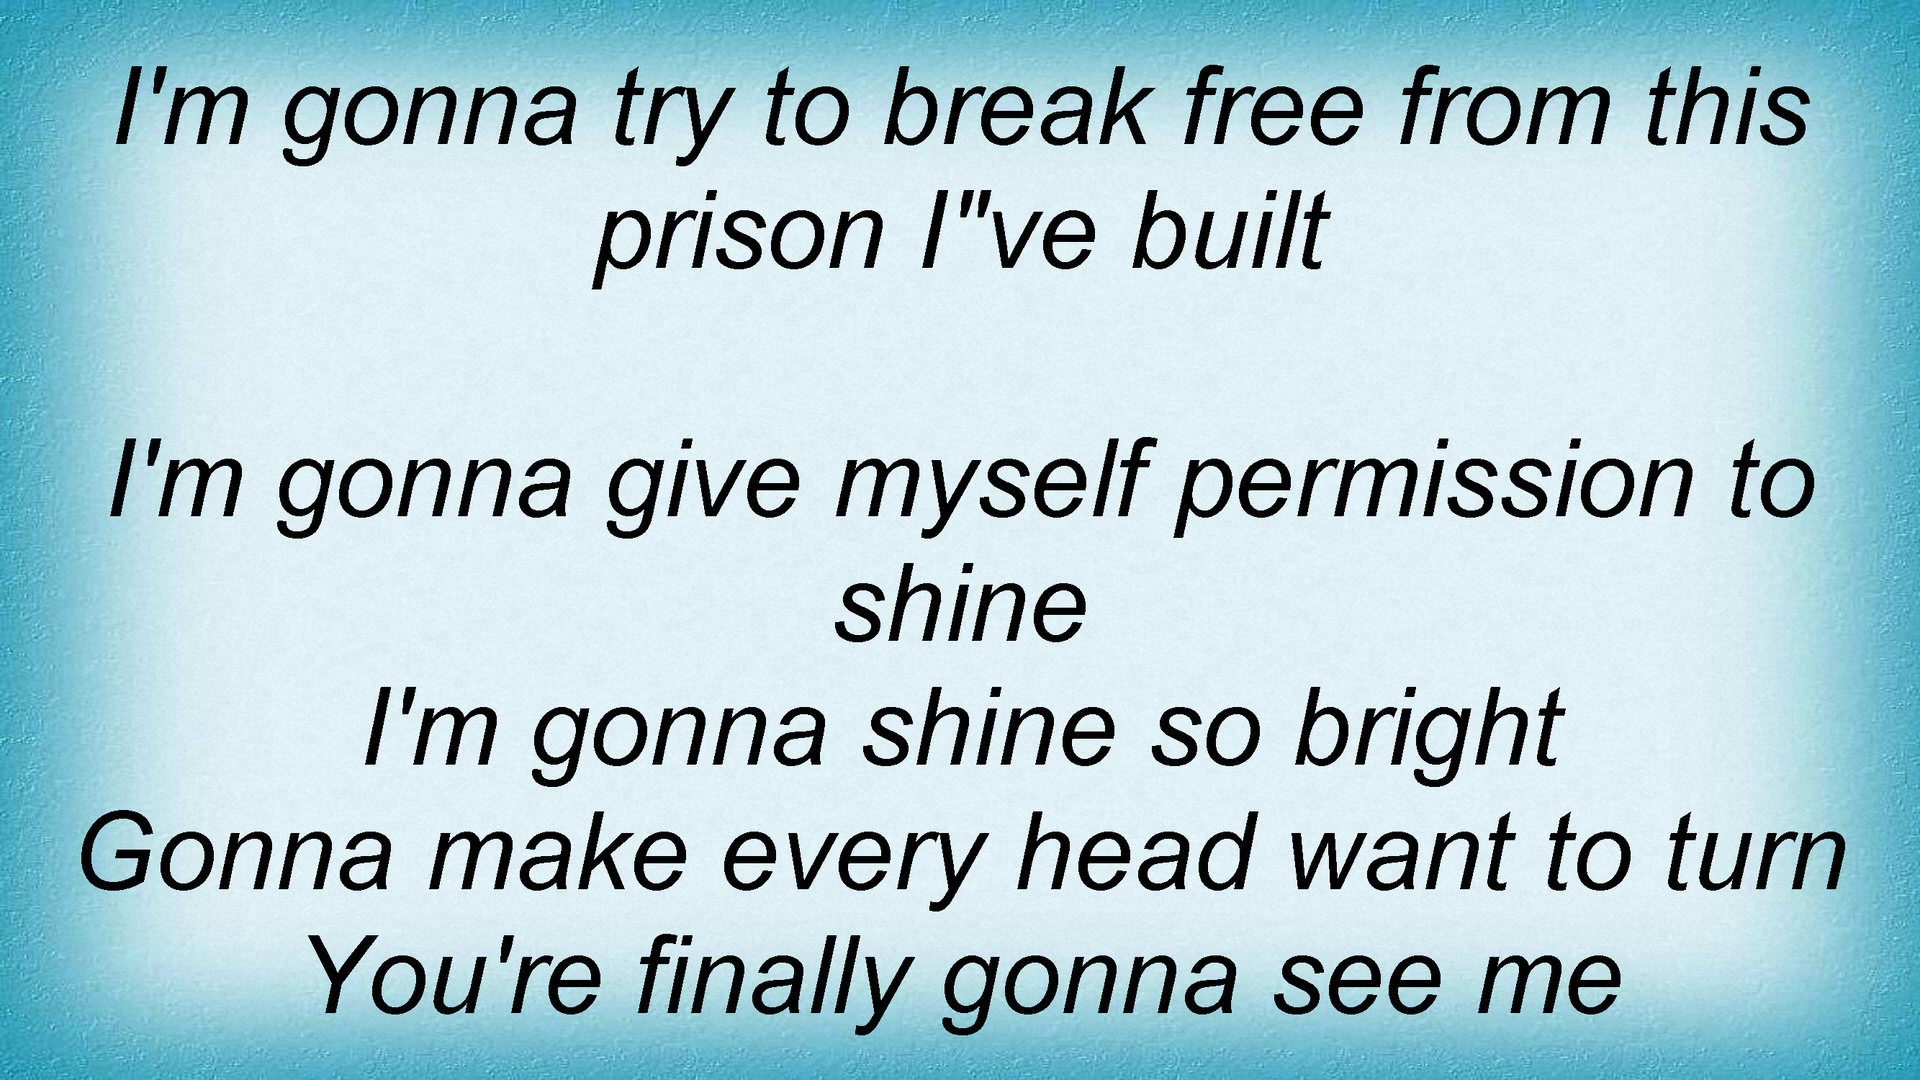 I'm gonna try to break free from this
prison I"ve built
I'm gonna give myself permission to
shine
I'm gonna shine so bright
Gonna make every head want to turn
You're finally gonna see me